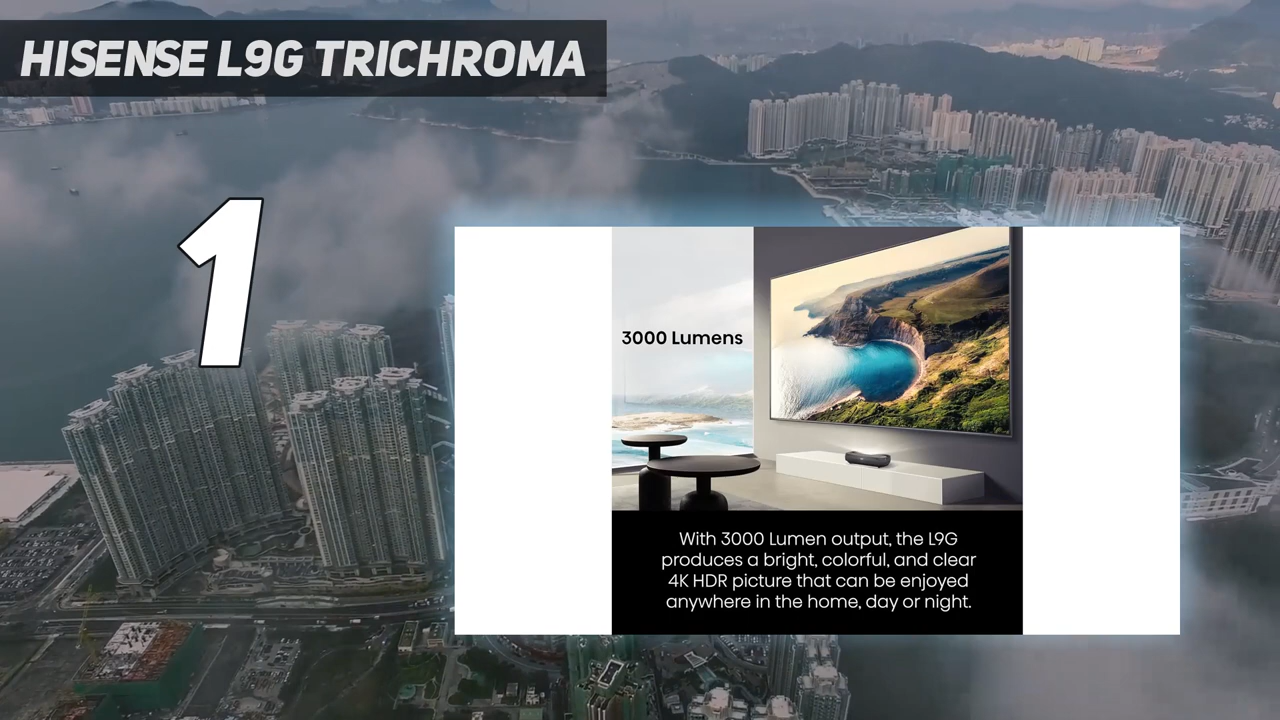 HISENSE L9G TRICHROMA
1
3000 Lumens
With 3000 Lumen output, the L9G
produces a bright, colorful, and clear
4K HDR picture that can be enjoyed
anywhere in the home, day or night.